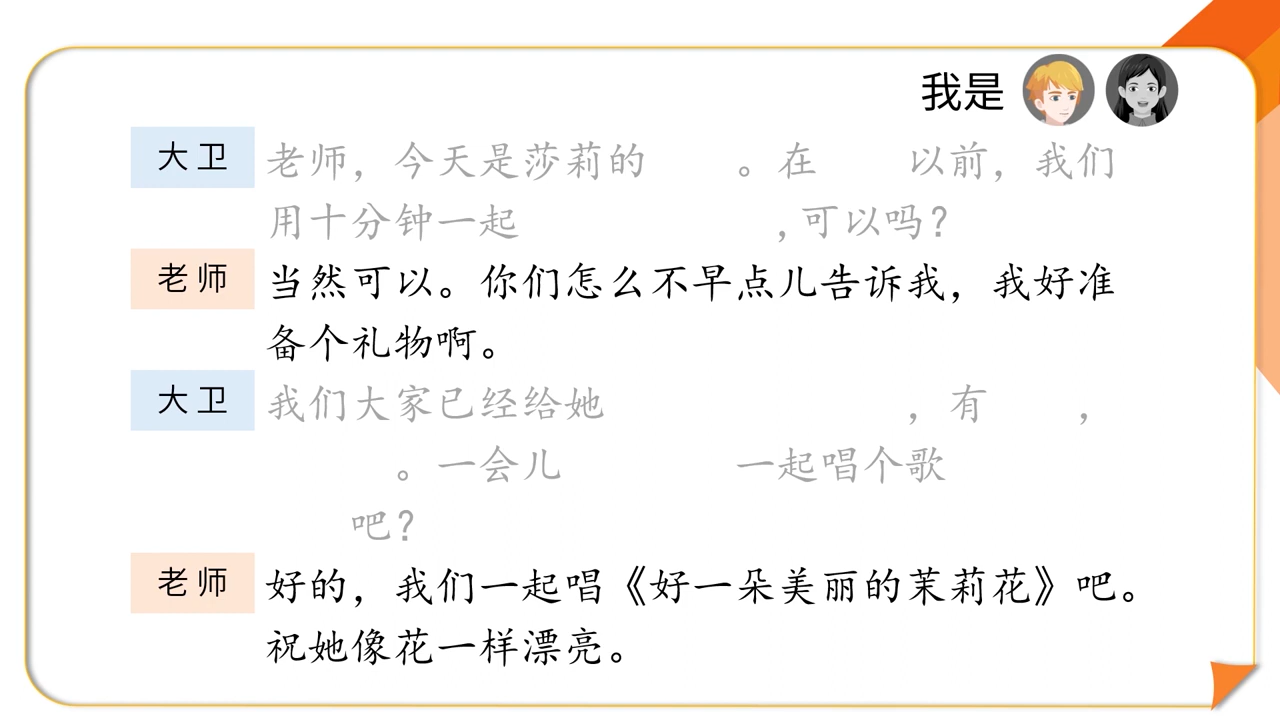 我是
大卫 老师，今天是莎莉的 。在 以前，我们
用十分钟一起 ,可以吗？
老师 当然可以。你们怎么不早点儿告诉我，我好准
备个礼物啊。
大卫 我们大家已经给她 ，有 ，
。一会儿 一起唱个歌
吧？
老师 好的，我们一起唱《好一朵美丽的茉莉花》吧。
祝她像花一样漂亮。